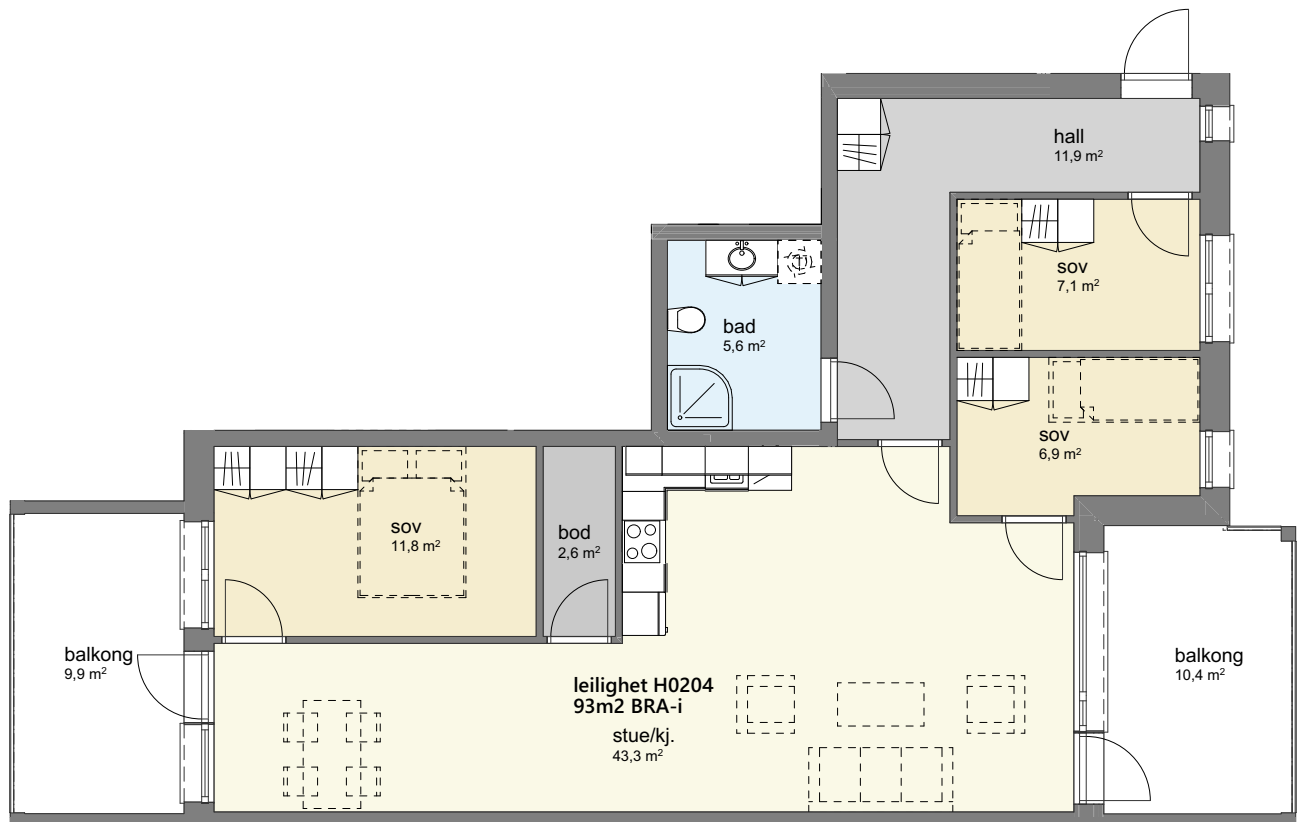 hall
11,9 m²
sov
7,1 m²
bad
5,6 m²
sov
6,9 m²
sov
11,8 m²
bod
2,6 m²
balkong
9,9 m²
leilighet H0204
93m2 BRA-i
stue/kj.
43,3 m²
balkong
10,4 m²